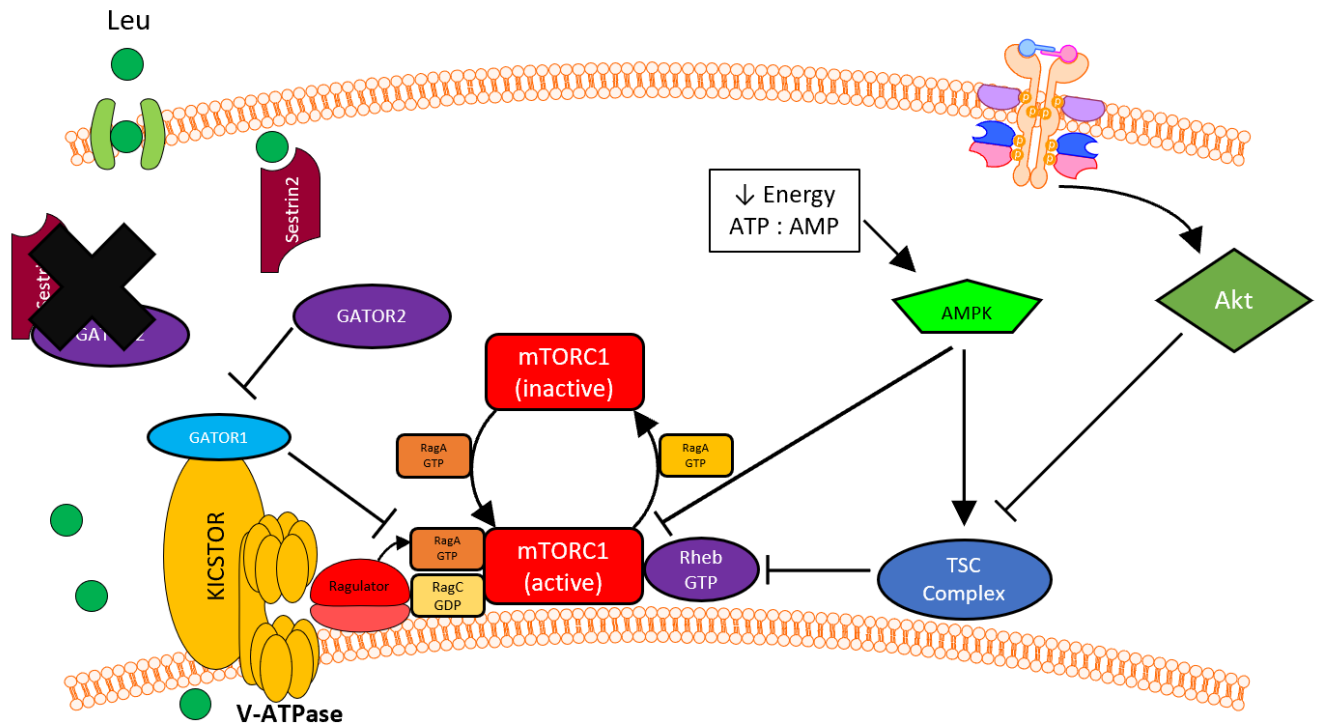 Leu
Sestrin2
↓ Energy
ATP : AMP
AMPK
Akt
GATOR2
mTORC1
(inactive)
GATOR1
RagA
GTP
RagA
GTP
KICSTOR
Ragulator
RagA
GTP
RagC
GDP
mTORC1
(active)
Rheb
GTP
TSC
Complex
V-ATPase
P
P
P
P
P
P
P
P